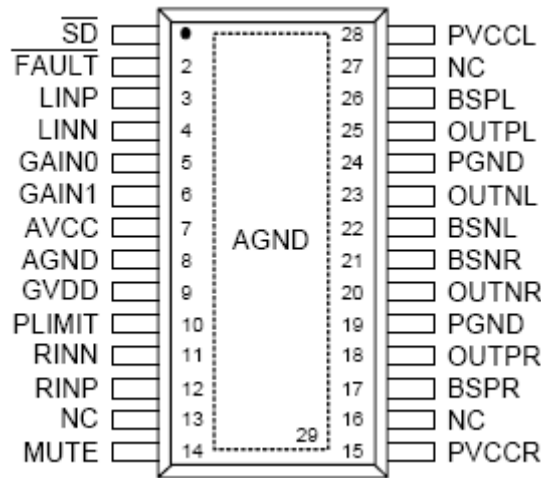 SD 28 PVCCL
FAULT 2 27 NC
LINP 3 26 BSPL
LINN 4 25 OUTPL
GAIN0 5 24 PGND
GAIN1 6 23 OUTNL
AVCC 7 22 BSNL
AGND
AGND 8 21 BSNR
GVDD 9 20 OUTNR
PLIMIT 10 19 PGND
RINN 11 18 OUTPR
RINP 12 17 BSPR
NC 13 16 NC
29
MUTE 14 15 PVCCR